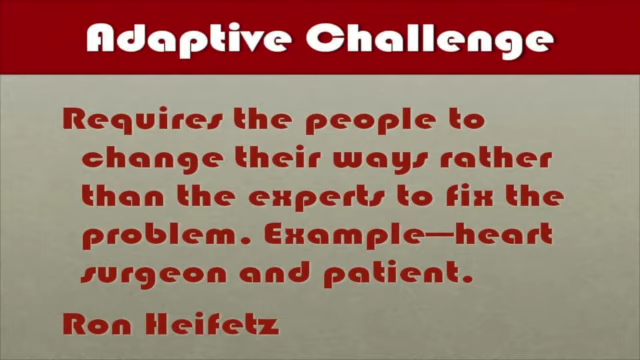 Adaptive Challenge
Requires the people to
change their ways rather
than the experts to fix the
problem. Example—heart
surgeon and patient.
Ron Heifetz